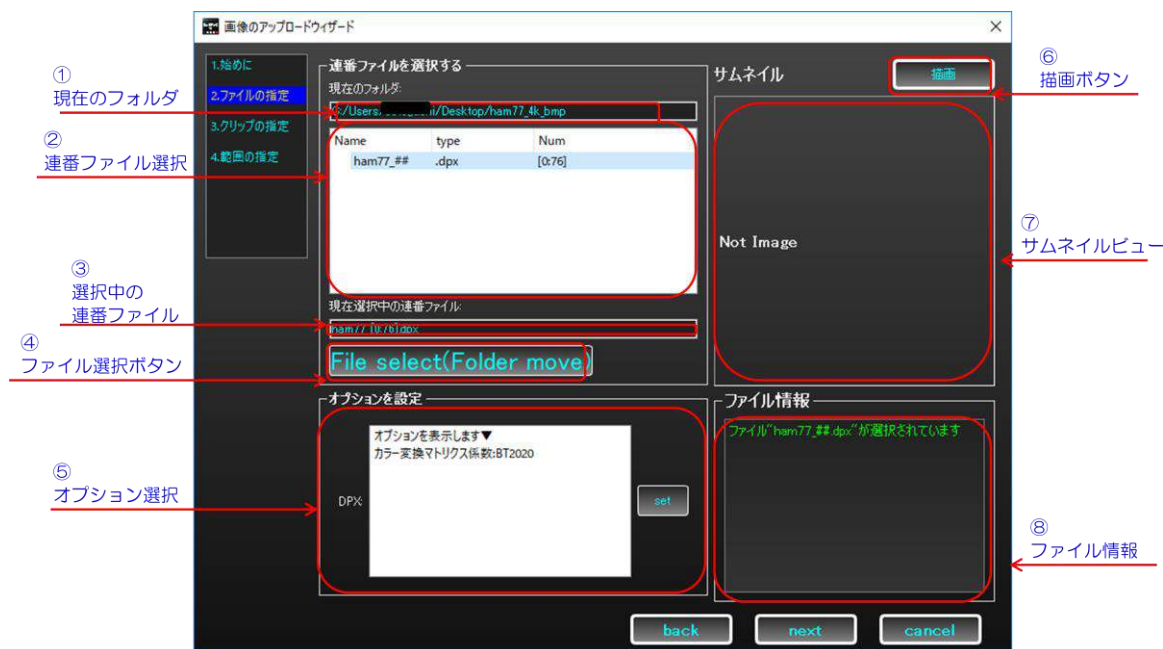 画像のアップロードウィザード
1.始めに
2.ファイルの指定
3.クリップの指定
4.範囲の指定
連番ファイルを選択する
現在のフォルダ:
/Users/ /Desktop/ham77_4k_bmp
Name type Num
ham77_## .dpx [0:76]
現在選択中の連番ファイル:
ham77 [0:76]dpx
File select(Folder move)
オプションを設定
DPX:
オプションを表示します▼
カラー変換マトリクス係数:BT2020
set
サムネイル
描画
Not Image
ファイル情報
ファイル"ham77_##.dpx"が選択されています
back next cancel
①
現在のフォルダ
②
連番ファイル選択
③
選択中の
連番ファイル
④
ファイル選択ボタン
⑤
オプション選択
⑥
描画ボタン
⑦
サムネイルビュー
⑧
ファイル情報